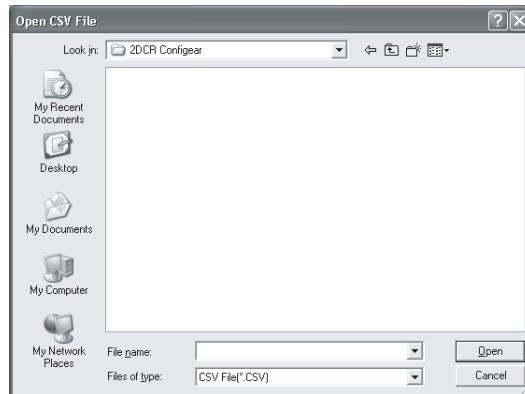 Open CSV File
?
Look in:
2DCR Configear
My Recent
Documents
Desktop
My Documents
My Computer
My Network
Places
File name:
Open
Files of type:
CSV File(*.CSV)
Cancel